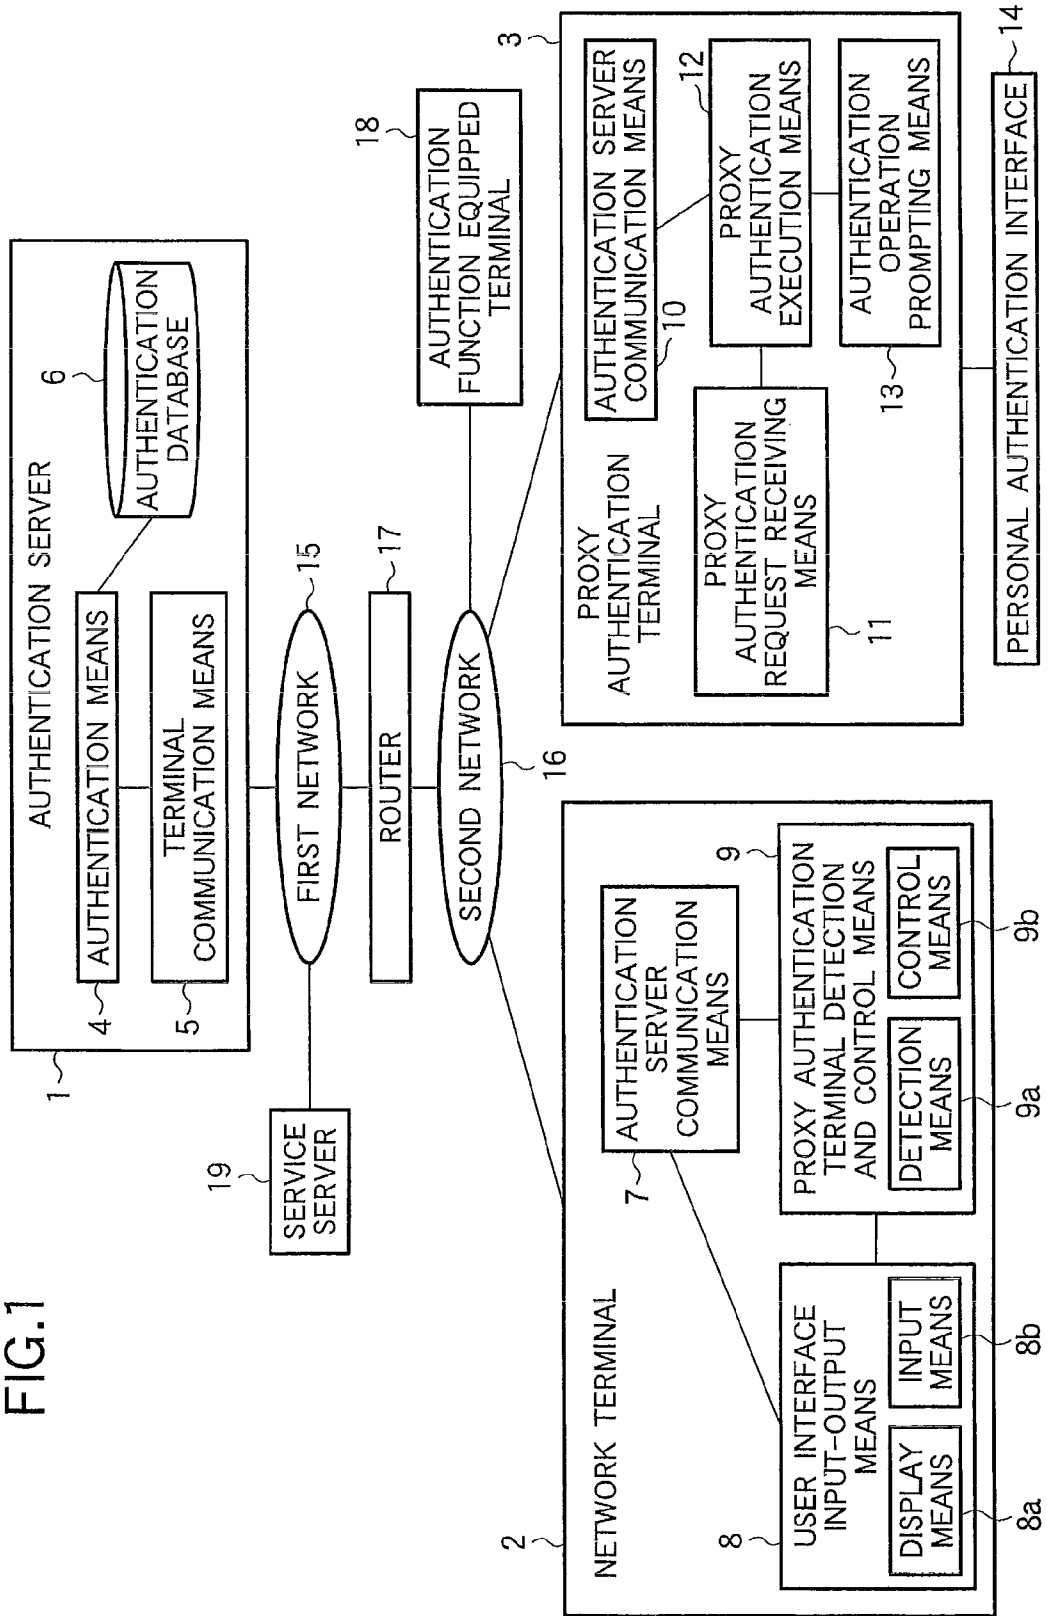 FIG.1
1
AUTHENTICATION SERVER
4
AUTHENTICATION MEANS
6
AUTHENTICATION
DATABASE
5
TERMINAL
COMMUNICATION MEANS
19
SERVICE
SERVER
FIRST NETWORK
15
ROUTER
17
SECOND NETWORK
16
18
AUTHENTICATION
FUNCTION EQUIPPED
TERMINAL
2
NETWORK TERMINAL
7
AUTHENTICATION
SERVER
COMMUNICATION
MEANS
8
USER INTERFACE
INPUT-OUTPUT
MEANS
DISPLAY
MEANS
8a
INPUT
MEANS
8b
9
PROXY AUTHENTICATION
TERMINAL DETECTION
AND CONTROL MEANS
DETECTION
MEANS
9a
CONTROL
MEANS
9b
3
PROXY
AUTHENTICATION
TERMINAL
AUTHENTICATION SERVER
COMMUNICATION MEANS
10
PROXY
AUTHENTICATION
REQUEST RECEIVING
MEANS
11
12
PROXY
AUTHENTICATION
EXECUTION MEANS
13
AUTHENTICATION
OPERATION
PROMPTING MEANS
PERSONAL AUTHENTICATION INTERFACE
14